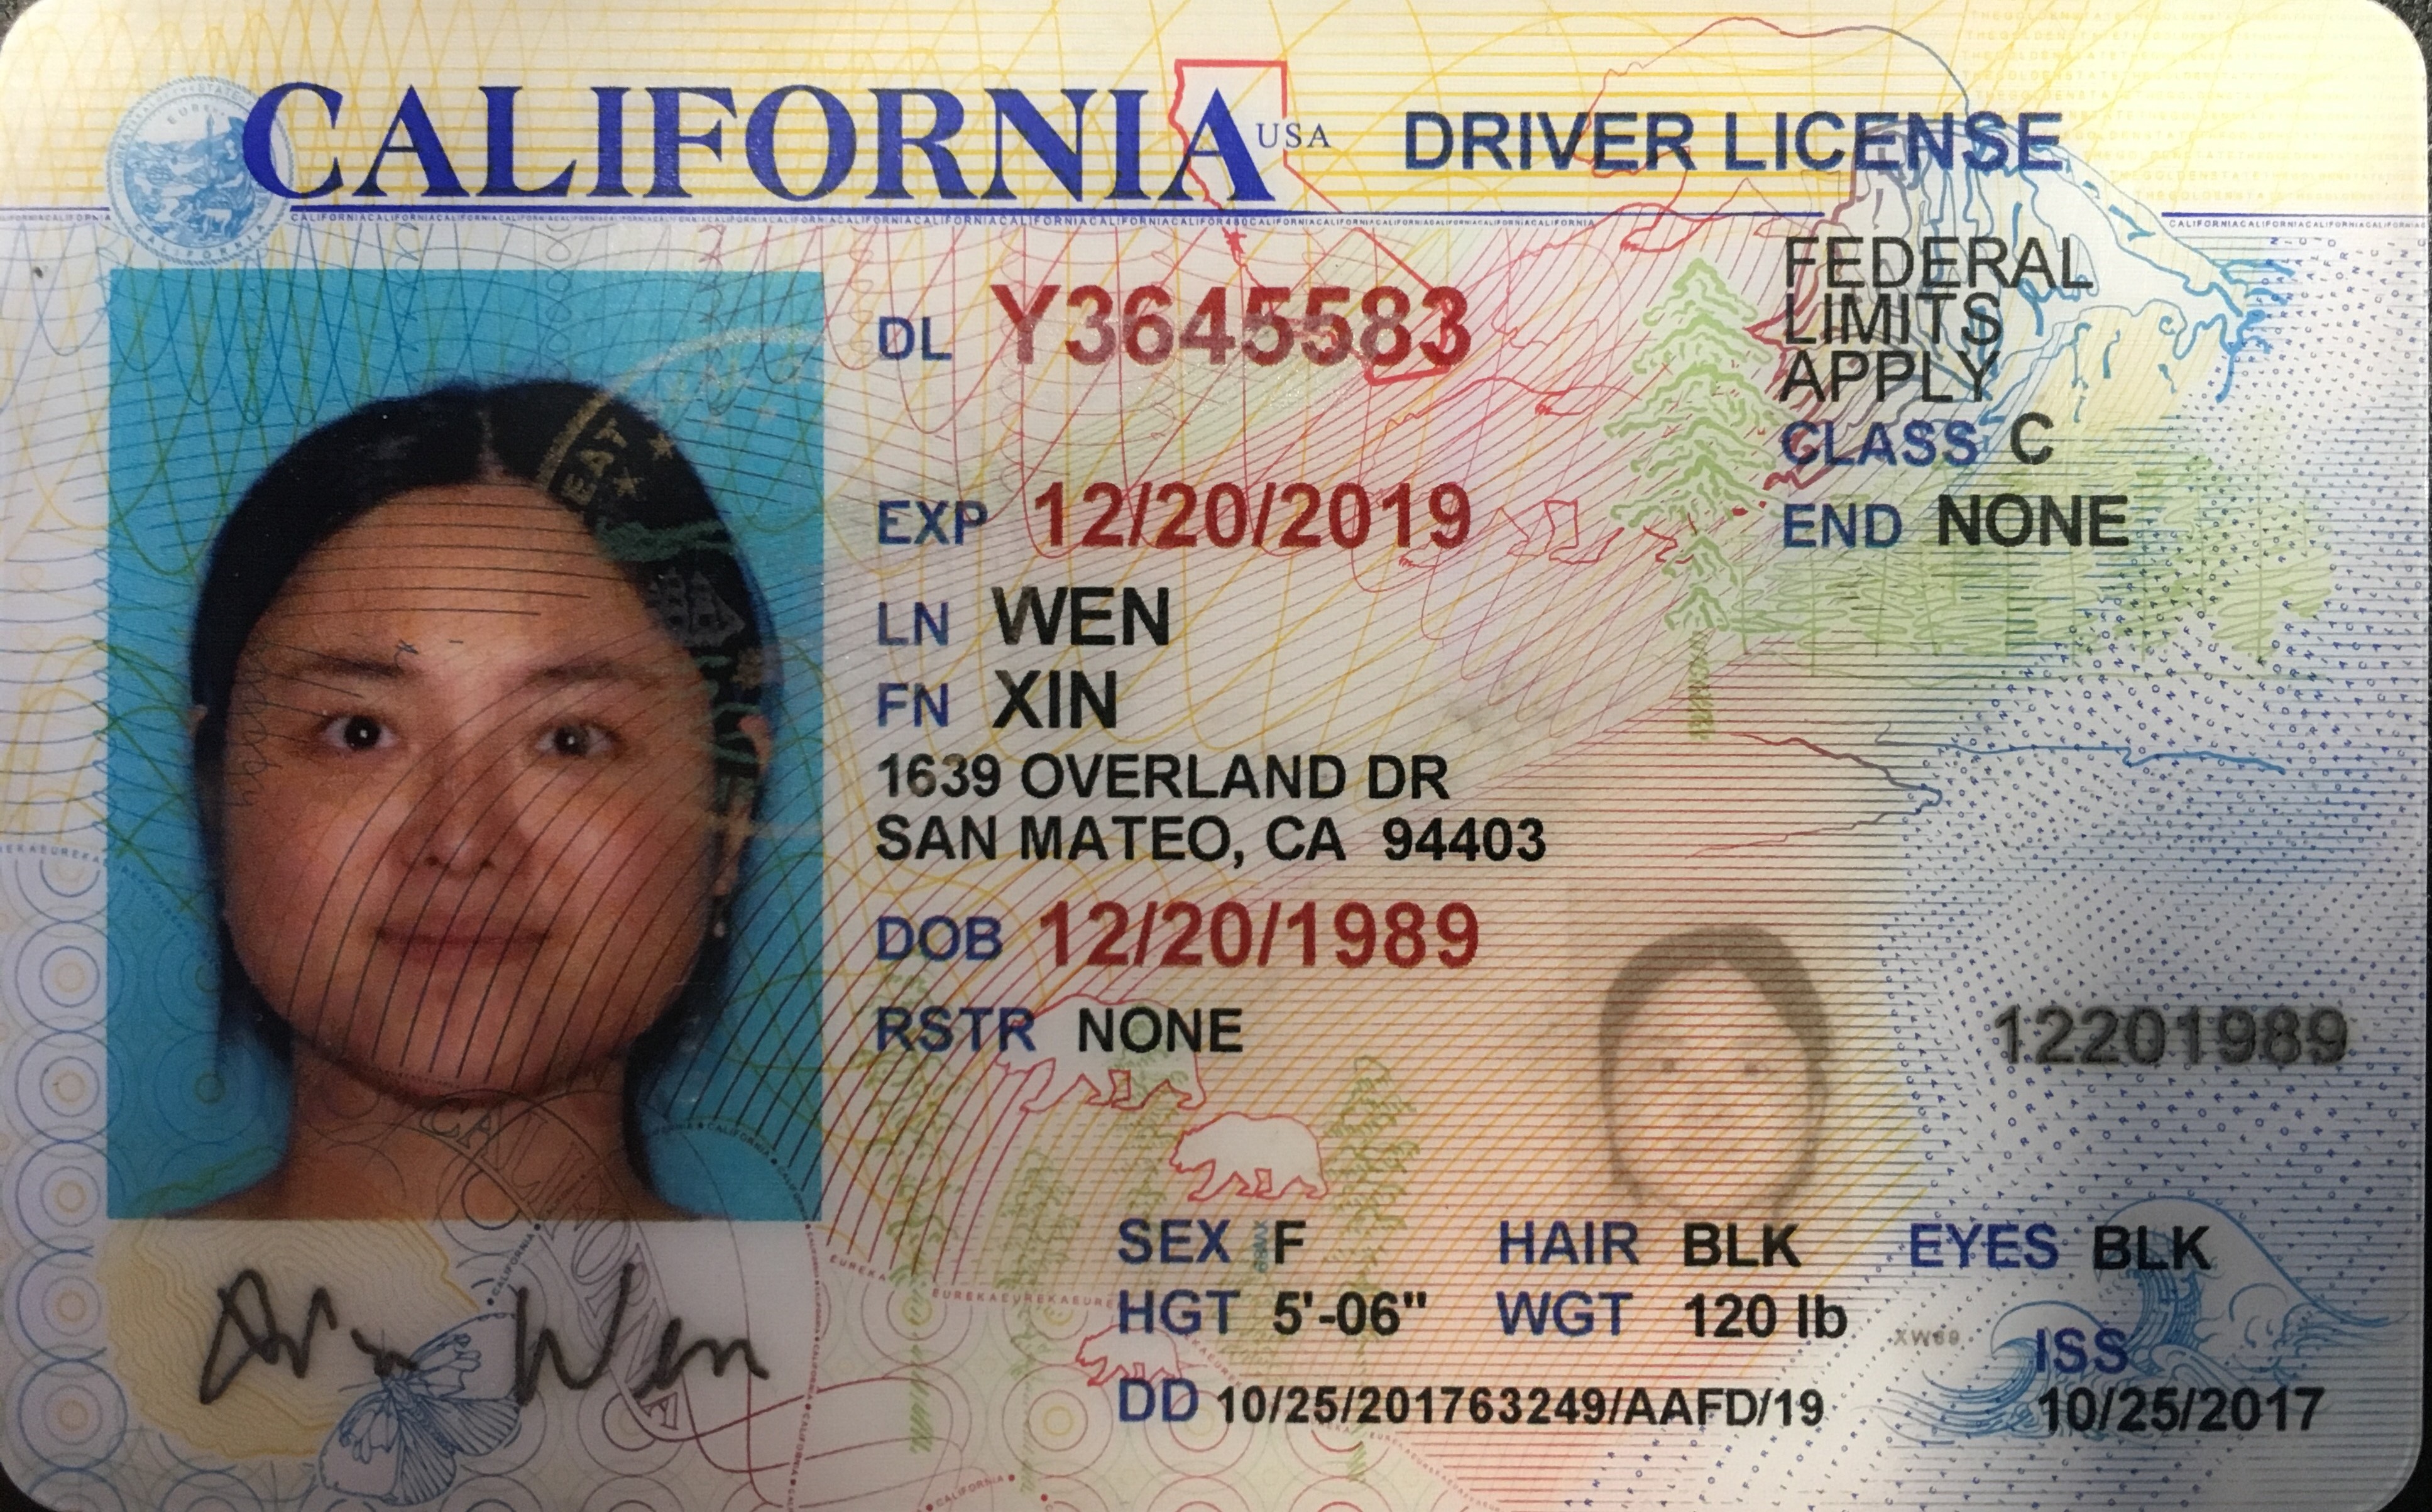 CALIFORNIA USA DRIVER LICENSE
FEDERAL
LIMITS
APPLY
DL Y3645583
CLASS C
EXP 12/20/2019
END NONE
LN WEN
FN XIN
1639 OVERLAND DR
SAN MATEO, CA 94403
DOB 12/20/1989
RSTR NONE
12201989
SEX F HAIR BLK EYES BLK
HGT 5'-06" WGT 120 lb
ISS
DD 10/25/201763249/AAFD/19
10/25/2017
Wen